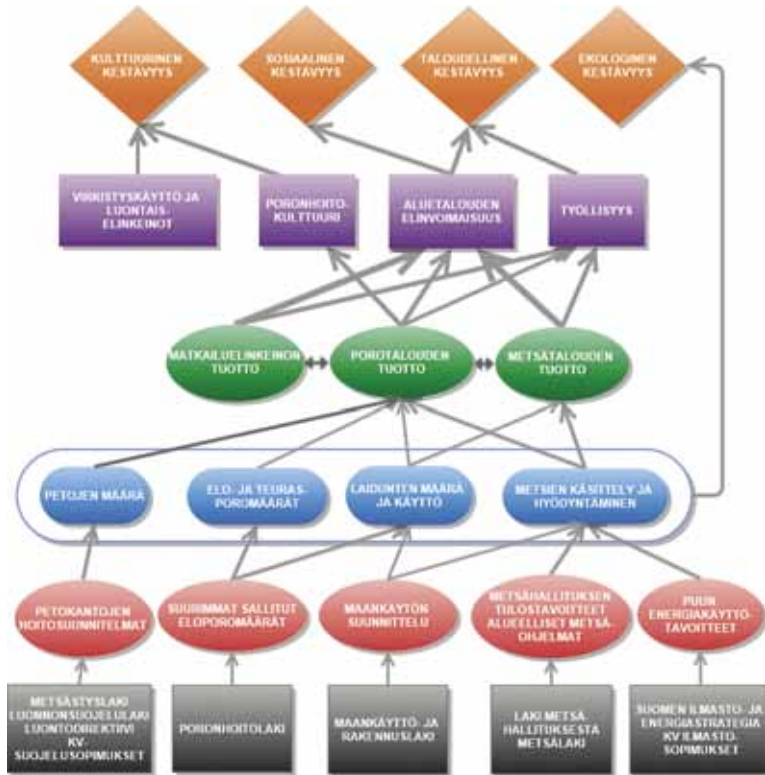 KULTTUURINEN
KESTÄVYYS
SOSIAALINEN
KESTÄVYYS
TALOUDELLINEN
KESTÄVYYS
EKOLOGINEN
KESTÄVYYS
VIRKISTYSKÄYTTÖ JA
LUONTAIS-
ELINKEINOT
PORONHOITO-
KULTTUURI
ALUETALOUDEN
ELINVOIMAISUUS
TYÖLLISYYS
MATKAILUELINKEINON
TUOTTO
POROTALOUDEN
TUOTTO
METSÄTALOUDEN
TUOTTO
PETOJEN MÄÄRÄ
ELO- JA TEURAS-
POROMÄÄRÄT
LAIDUNTEN MÄÄRÄ
JA KÄYTTÖ
METSIEN KÄSITTELY JA
HYÖDYNTÄMINEN
PETOKANTOJEN
HOITOSUUNNITELMAT
SUURIMMAT SALLITUT
ELOPOROMÄÄRÄT
MAANKÄYTÖN
SUUNNITTELU
METSÄHALLITUKSEN
TULOSTAVOITTEET
ALUEELLISET METSÄ-
OHJELMAT
PUUN
ENERGIAKÄYTTÖ-
TAVOITTEET
METSÄSTYSLAKI
LUONNONSUOJELULAKI
LUONTODIREKTIIVI
KV.
SUOJELUSOPIMUKSET
PORONHOITOLAKI
MAANKÄYTTÖ- JA
RAKENNUSLAKI
LAKI METSÄ-
HALLITUKSESTA
METSÄLAKI
SUOMEN ILMASTO- JA
ENERGIASTRATEGIA
KV ILMASTO-
SOPIMUKSET